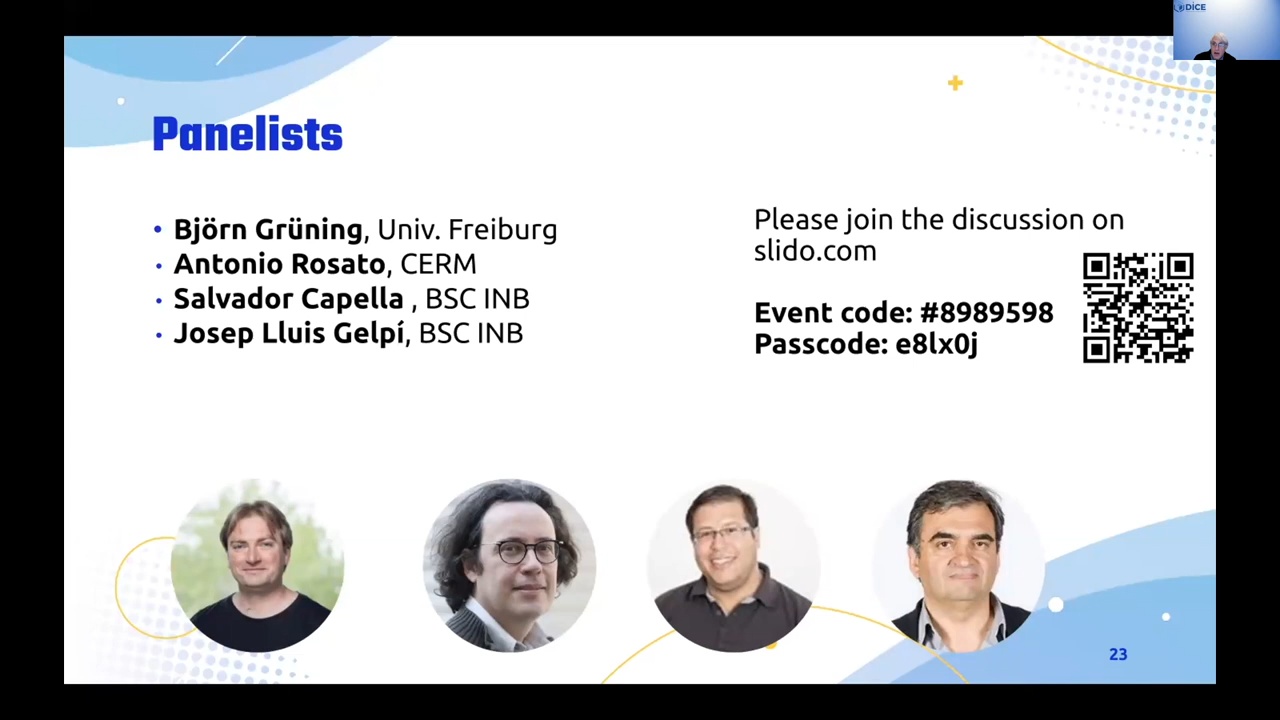 DICE
Panelists
• Björn Grüning, Univ. Freiburg
• Antonio Rosato, CERM
• Salvador Capella , BSC INB
• Josep Lluis Gelpí, BSC INB
Please join the discussion on
slido.com
Event code: #8989598
Passcode: e8lx0j
23